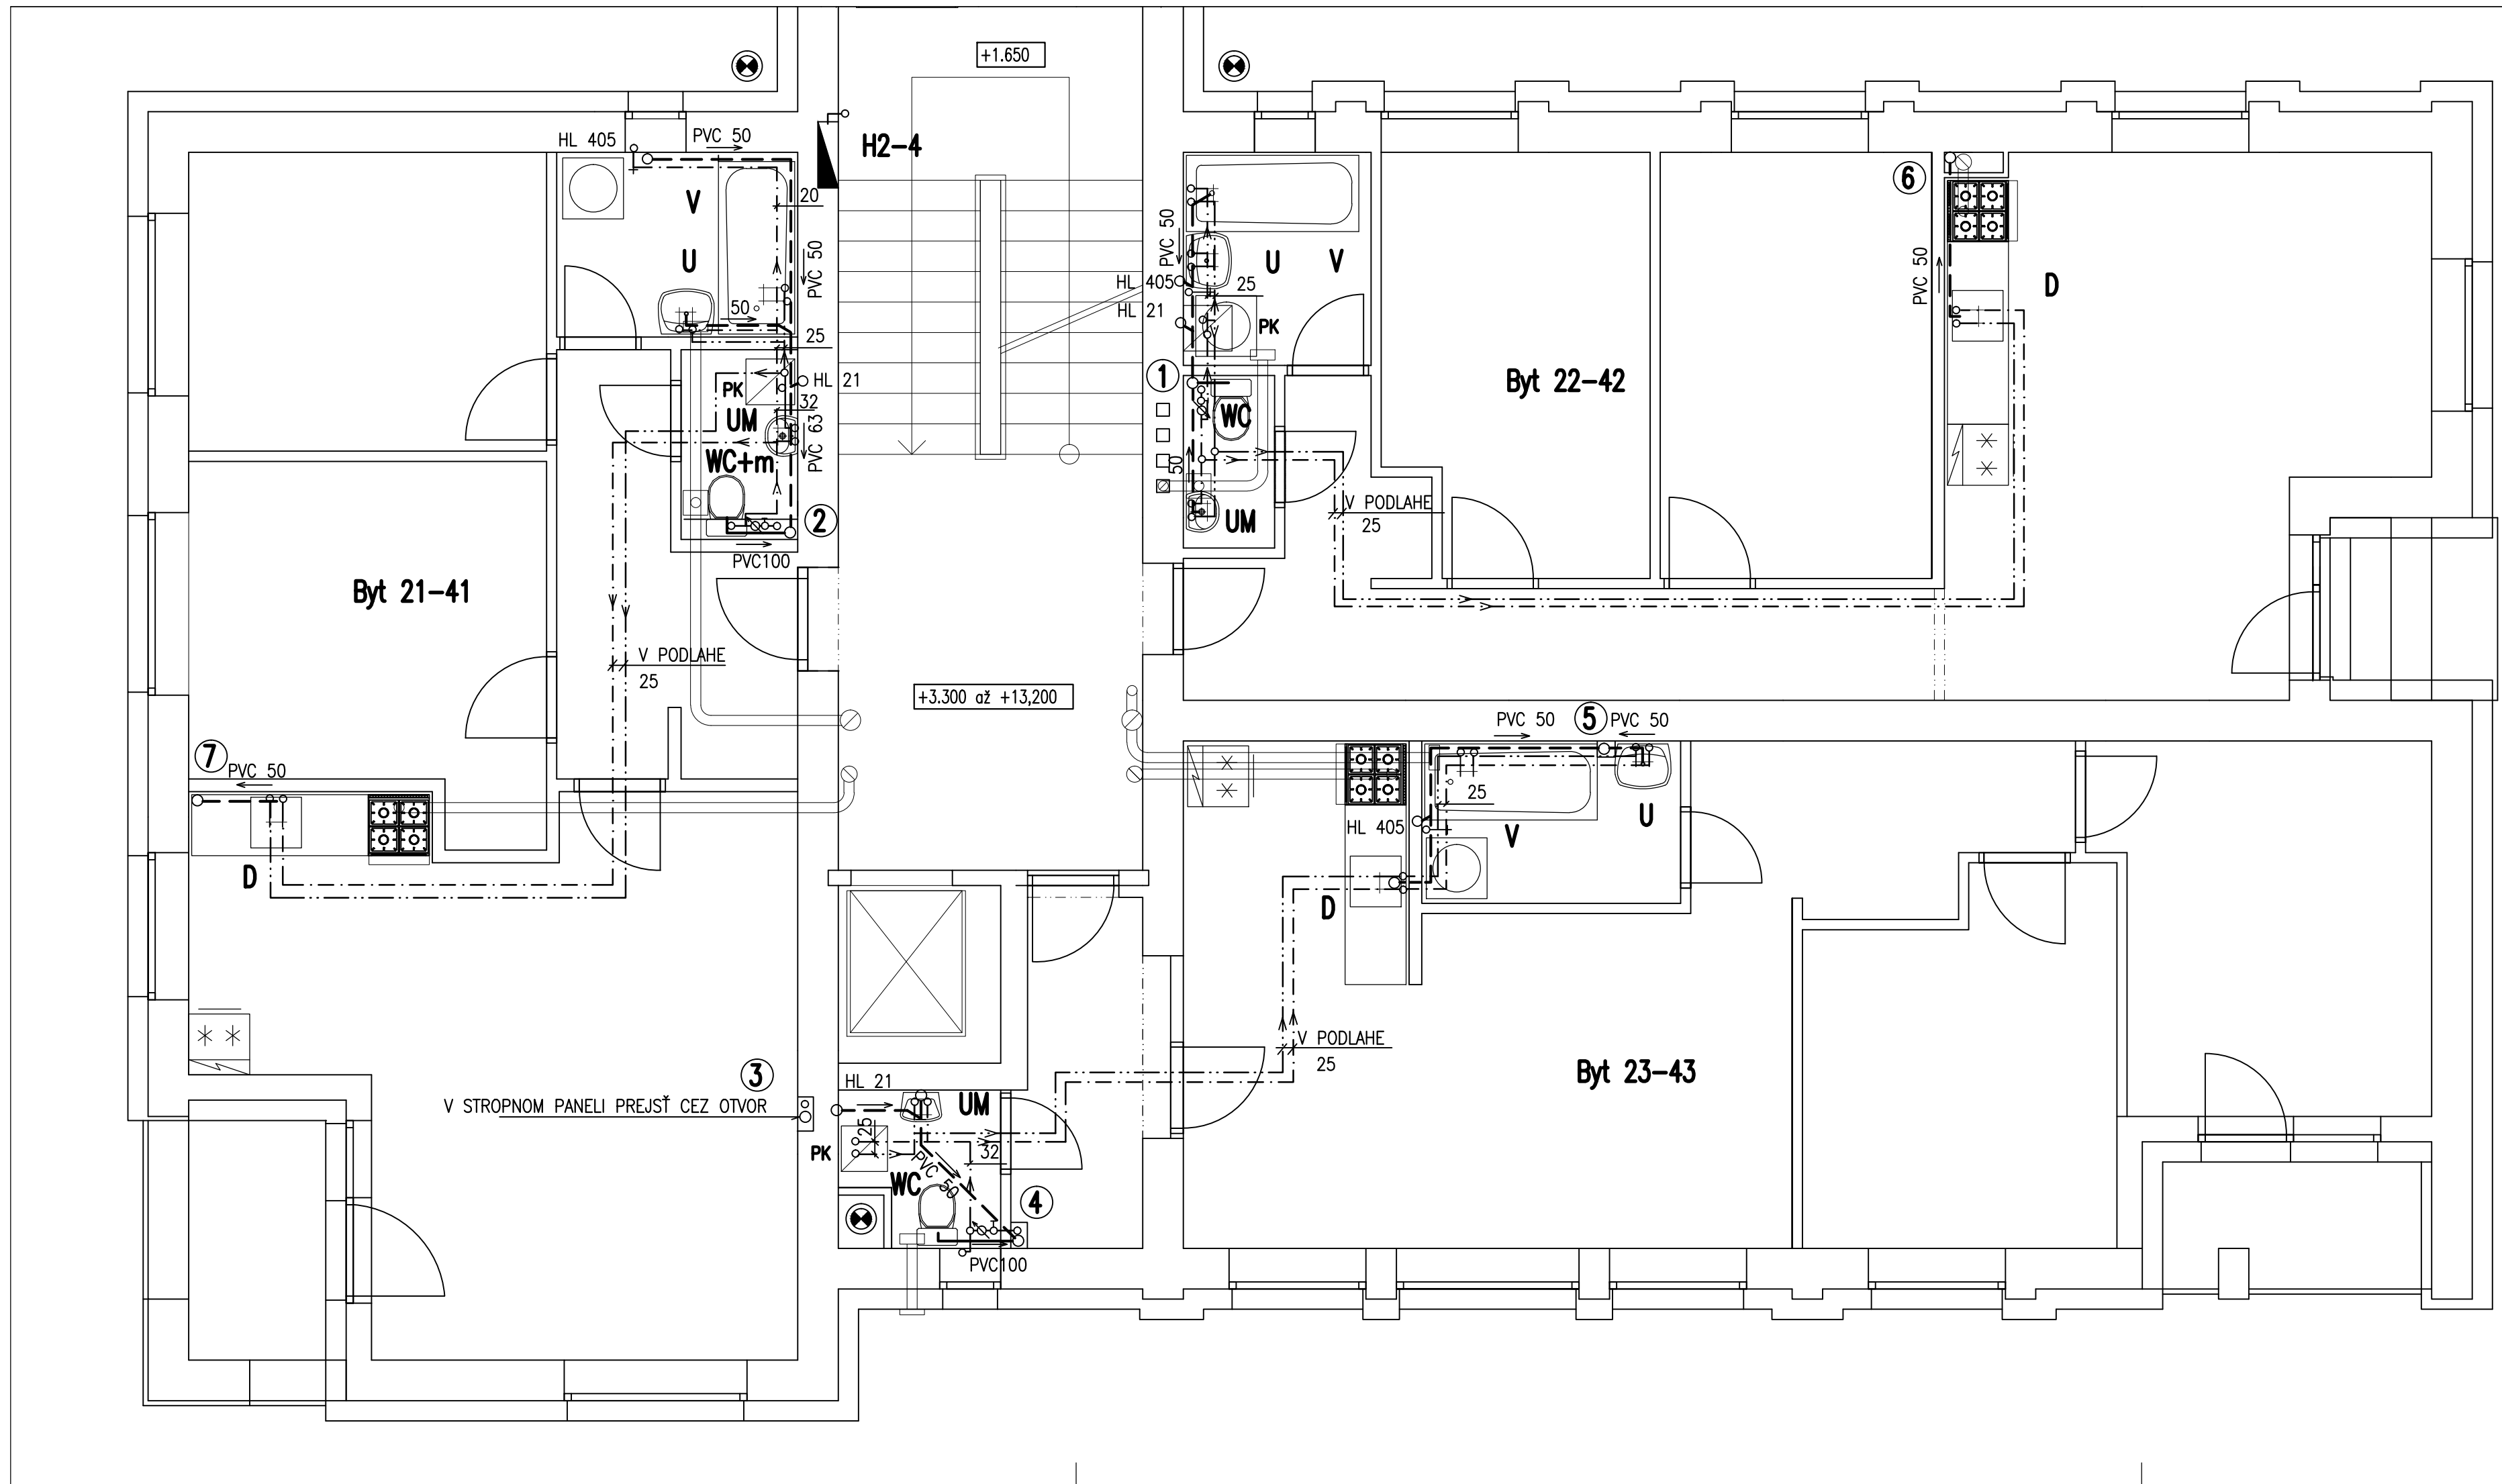 +1.650
HL 405
PVC 50
H2-4
V
20
U
PVC 50
50
25
PK
HL 21
32
UM
PVC 63
WC+m
2
PVC100
Byt 21-41
V PODLAHE
25
7
PVC 50
D
PVC 50
U
V
HL 405
25
HL 21
PK
1
WC
50
UM
V PODLAHE
25
Byt 22-42
6
PVC 50
D
+3.300 až +13,200
PVC 50
5
PVC 50
25
HL 405
V
U
D
V PODLAHE
25
Byt 23-43
3
V STROPNOM PANELI PREJSŤ CEZ OTVOR
HL 21
UM
25
PK
PVC 50
32
WC
4
PVC100